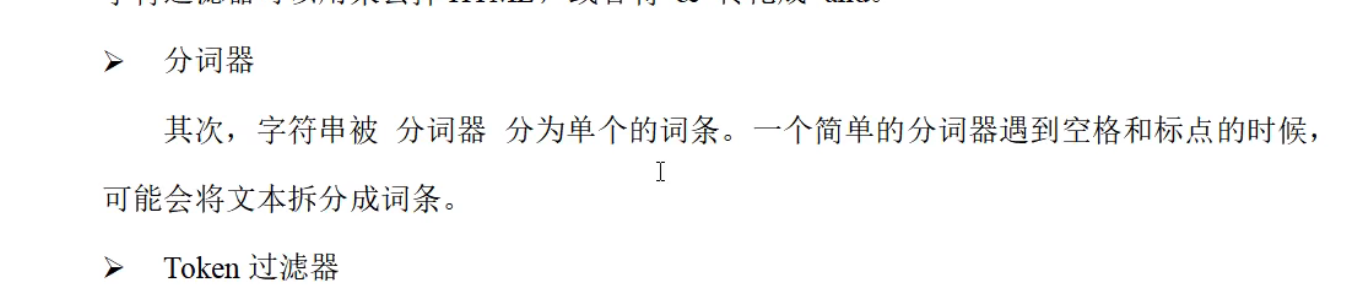 ➢ 分词器
其次，字符串被 分词器 分为单个的词条。一个简单的分词器遇到空格和标点的时候，
可能会将文本拆分成词条。
➢ Token 过滤器